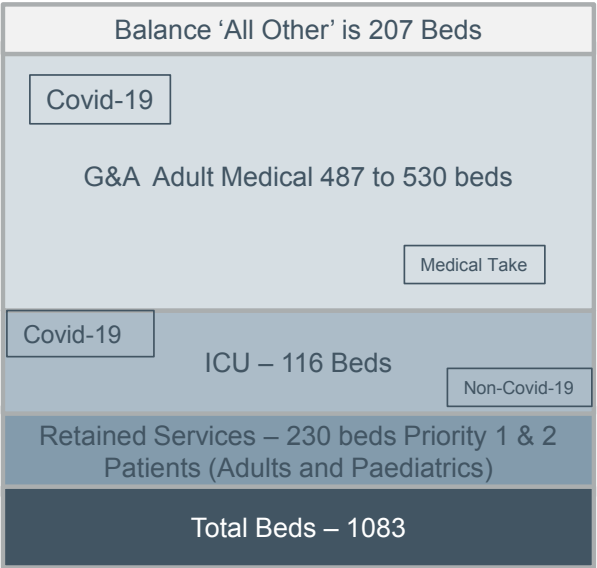 Balance ‘All Other’ is 207 Beds
Covid-19
G&A Adult Medical 487 to 530 beds
Medical Take
Covid-19
ICU – 116 Beds
Non-Covid-19
Retained Services – 230 beds Priority 1 & 2
Patients (Adults and Paediatrics)
Total Beds – 1083